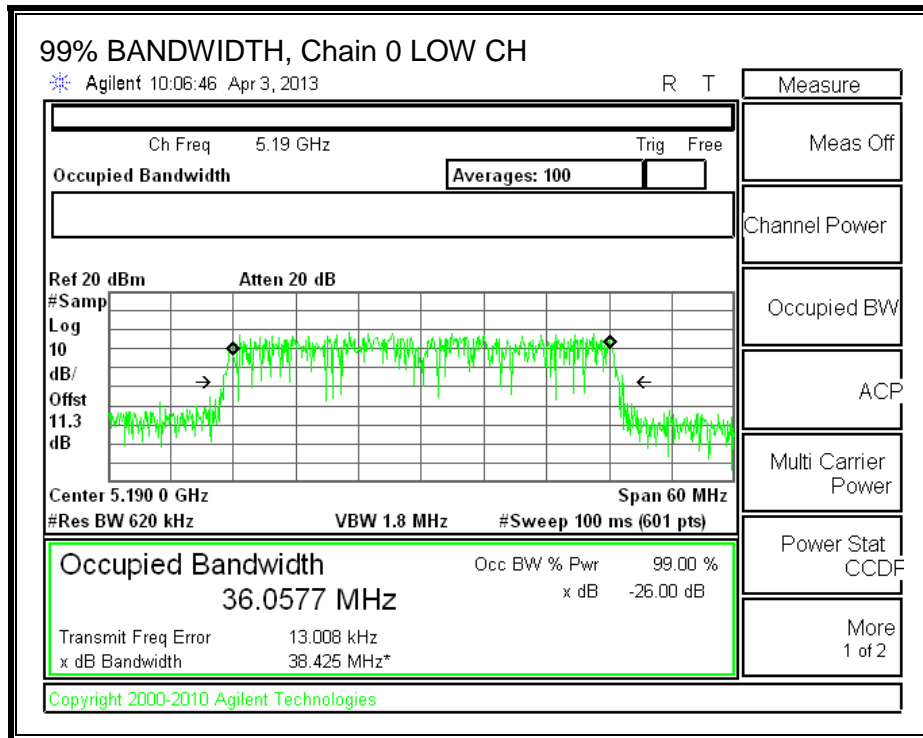 99% BANDWIDTH, Chain 0 LOW CH
Agilent 10:06:46 Apr 3, 2013 R T
Measure
Ch Freq 5.19 GHz Trig Free
Meas Off
Occupied Bandwidth Averages: 100
Channel Power
Ref 20 dBm Atten 20 dB
#Samp
Log
10
dB/
Offst
11.3
dB
Occupied BW
ACP
Multi Carrier
Power
Center 5.190 0 GHz Span 60 MHz
#Res BW 620 kHz VBW 1.8 MHz #Sweep 100 ms (601 pts)
Power Stat
CCDF
Occupied Bandwidth Occ BW % Pwr 99.00 %
36.0577 MHz x dB -26.00 dB
Transmit Freq Error 13.008 kHz
x dB Bandwidth 38.425 MHz*
More
1 of 2
Copyright 2000-2010 Agilent Technologies